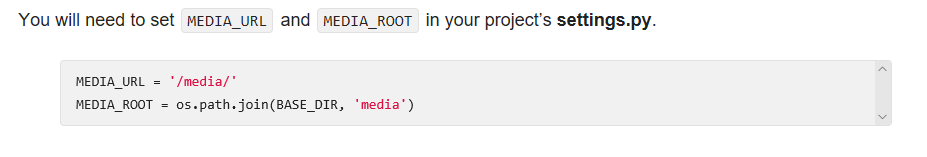 You will need to set MEDIA_URL and MEDIA_ROOT in your project’s settings.py.
MEDIA_URL = '/media/'
MEDIA_ROOT = os.path.join(BASE_DIR, 'media')